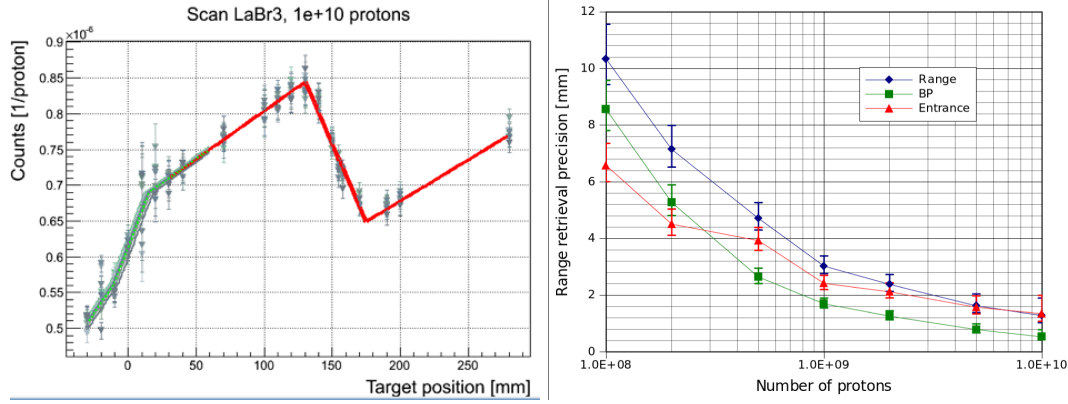 Scan LaBr3, 1e+10 protons
×10⁻⁶
Counts [1/proton]
0.9
0.85
0.8
0.75
0.7
0.65
0.6
0.55
0.5
0 50 100 150 200 250
Target position [mm]
Range retrieval precision [mm]
12
10
8
6
4
2
0
Range
BP
Entrance
1.0E+08 1.0E+09 1.0E+10
Number of protons